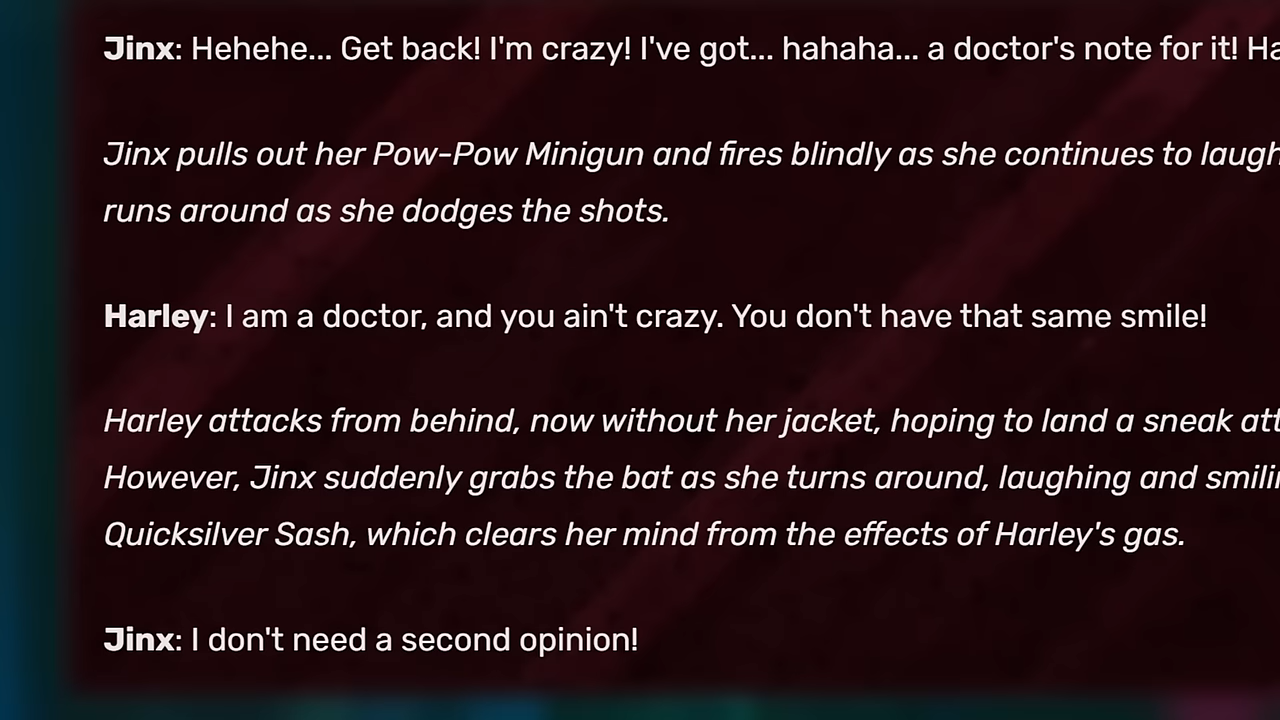 Jinx: Hehehe... Get back! I'm crazy! I've got... hahaha... a doctor's note for it!
Jinx pulls out her Pow-Pow Minigun and fires blindly as she continues to
runs around as she dodges the shots.
Harley: I am a doctor, and you ain't crazy. You don't have that same smile!
Harley attacks from behind, now without her jacket, hoping to land a sneak
However, Jinx suddenly grabs the bat as she turns around, laughing and
Quicksilver Sash, which clears her mind from the effects of Harley's gas.
Jinx: I don't need a second opinion!